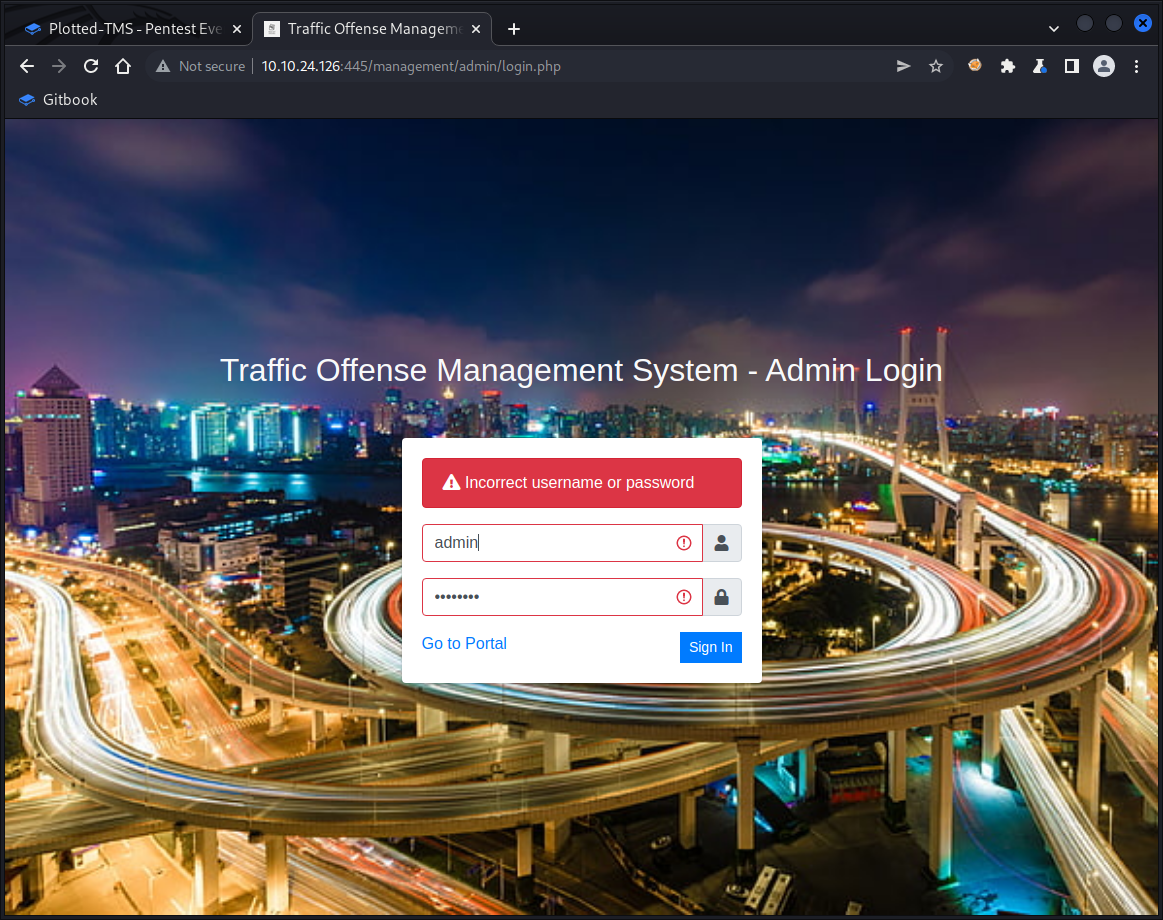 Plotted-TMS - Pentest Eve
Traffic Offense Managem
Not secure
10.10.24.126:445/management/admin/login.php
Gitbook
Traffic Offense Management System - Admin Login
Incorrect username or password
admin
••••••••
Go to Portal
Sign In